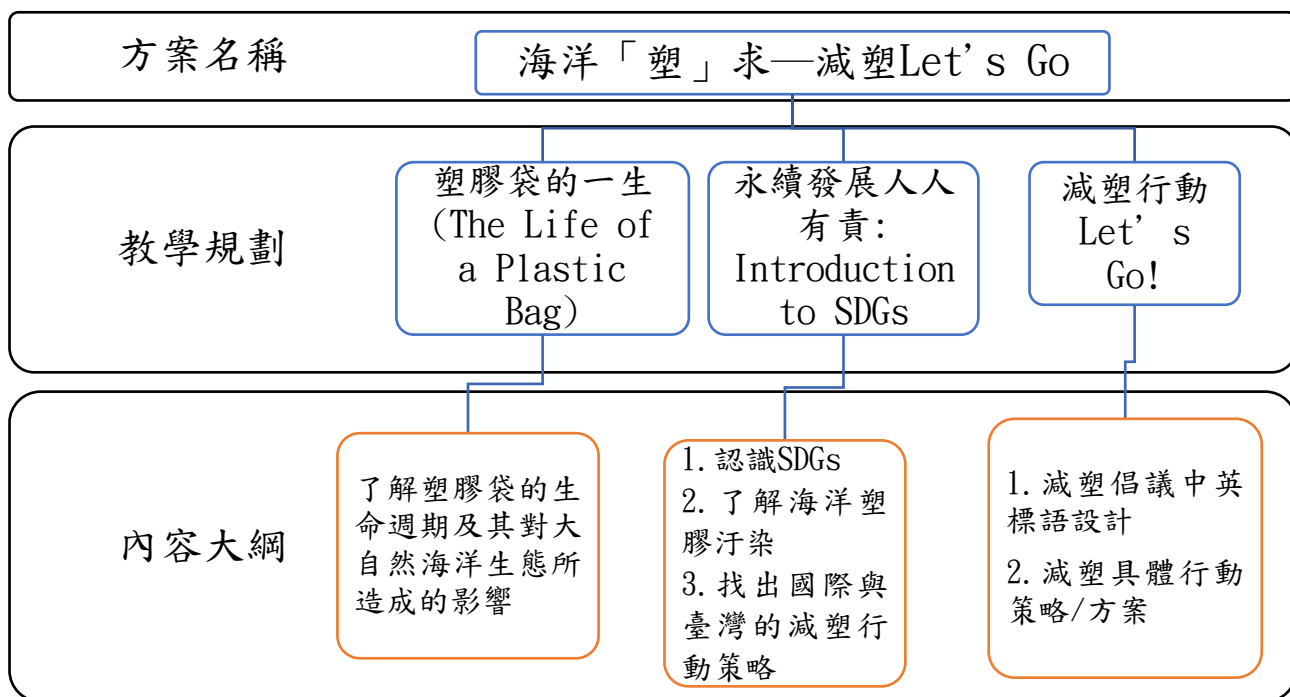 方案名稱
海洋「塑」求—減塑Let's Go
教學規劃
塑膠袋的一生
(The Life of
a Plastic
Bag)
永續發展人人
有責:
Introduction
to SDGs
減塑行動
Let's
Go!
內容大綱
了解塑膠袋的生
命週期及其對大
自然海洋生態所
造成的影響
1.認識SDGs
2.了解海洋塑
膠汙染
3.找出國際與
臺灣的減塑行
動策略
1.減塑倡議中英
標語設計
2.減塑具體行動
策略/方案